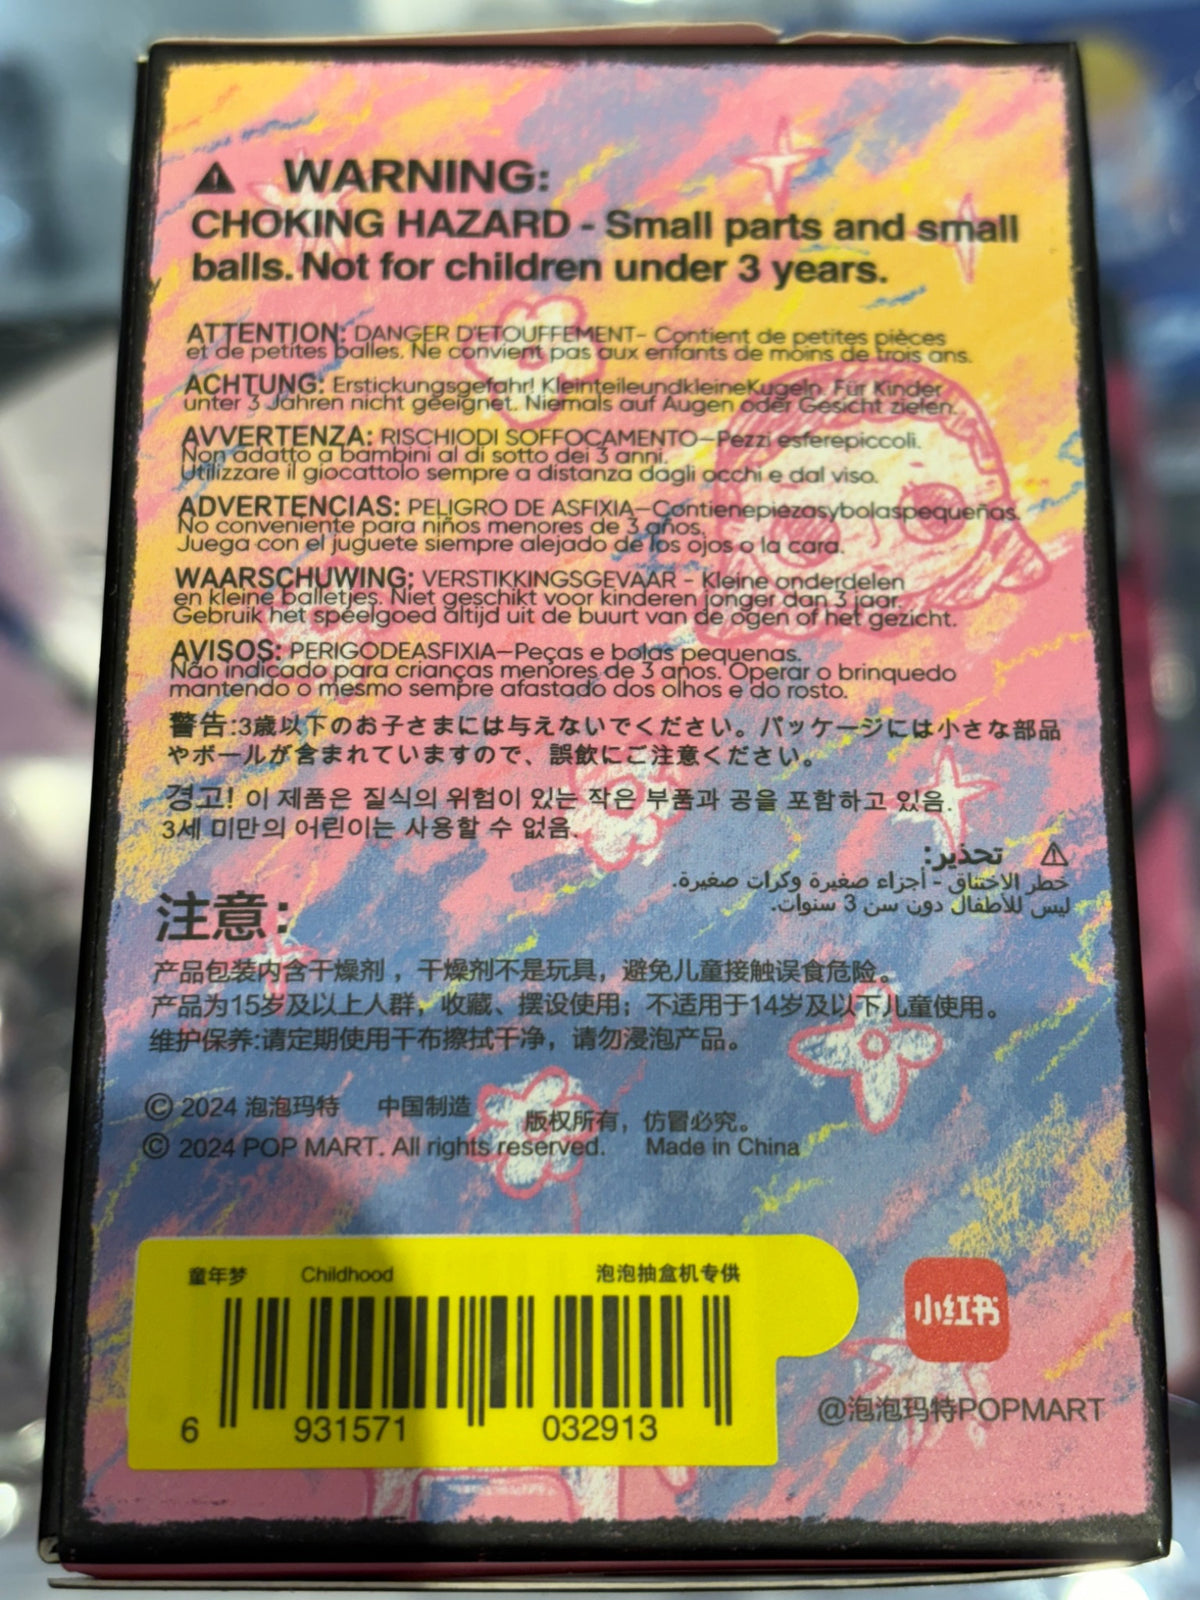 WARNING:
CHOKING HAZARD - Small parts and small
balls. Not for children under 3 years.
ATTENTION: DANGER D'ETOUFFEMENT- Contient de petites pièces
et de petites balles. Ne convient pas aux enfants de moins de trois ans.
ACHTUNG: Erstickungsgefahr! KleinteileundkleineKugeln. Für Kinder
unter 3 Jahren nicht geeignet. Niemals auf Augen oder Gesicht zielen.
AVVERTENZA: RISCHIODI SOFFOCAMENTO—Pezzi esferepiccoli.
Non adatto a bambini al di sotto dei 3 anni.
Utilizzare il giocattolo sempre a distanza dagli occhi e dal viso.
ADVERTENCIAS: PELIGRO DE ASFIXIA—Contienepiezasybolaspequeñas.
No conveniente para niños menores de 3 años.
Juega con el juguete siempre alejado de los ojos o la cara.
WAARSCHUWING: VERSTIKKINGSGEVAAR - Kleine onderdelen
en kleine balletjes. Niet geschikt voor kinderen jonger dan 3 jaar.
Gebruik het speelgoed altijd uit de buurt van de ogen of het gezicht.
AVISOS: PERIGODEASFIXIA—Peças e bolas pequenas.
Não indicado para crianças menores de 3 anos. Operar o brinquedo
mantendo o mesmo sempre afastado dos olhos e do rosto.
警告:3歳以下のお子さまには与えないでください。パッケージには小さな部品
やボールが含まれていますので、誤飲にご注意ください。
경고! 이 제품은 질식의 위험이 있는 작은 부품과 공을 포함하고 있음.
3세 미만의 어린이는 사용할 수 없음.
تحذير:
خطر الاختناق - أجزاء صغيرة وكرات صغيرة.
ليس للأطفال دون سن 3 سنوات.
注意:
产品包装内含干燥剂，干燥剂不是玩具，避免儿童接触误食危险。
产品为15岁及以上人群，收藏、摆设使用；不适用于14岁及以下儿童使用。
维护保养:请定期使用干布擦拭干净，请勿浸泡产品。
© 2024 泡泡玛特 中国制造 版权所有，仿冒必究。
© 2024 POP MART. All rights reserved. Made in China
童年梦 Childhood 泡泡抽盒机专供
6 931571 032913
小红书
@泡泡玛特POPMART